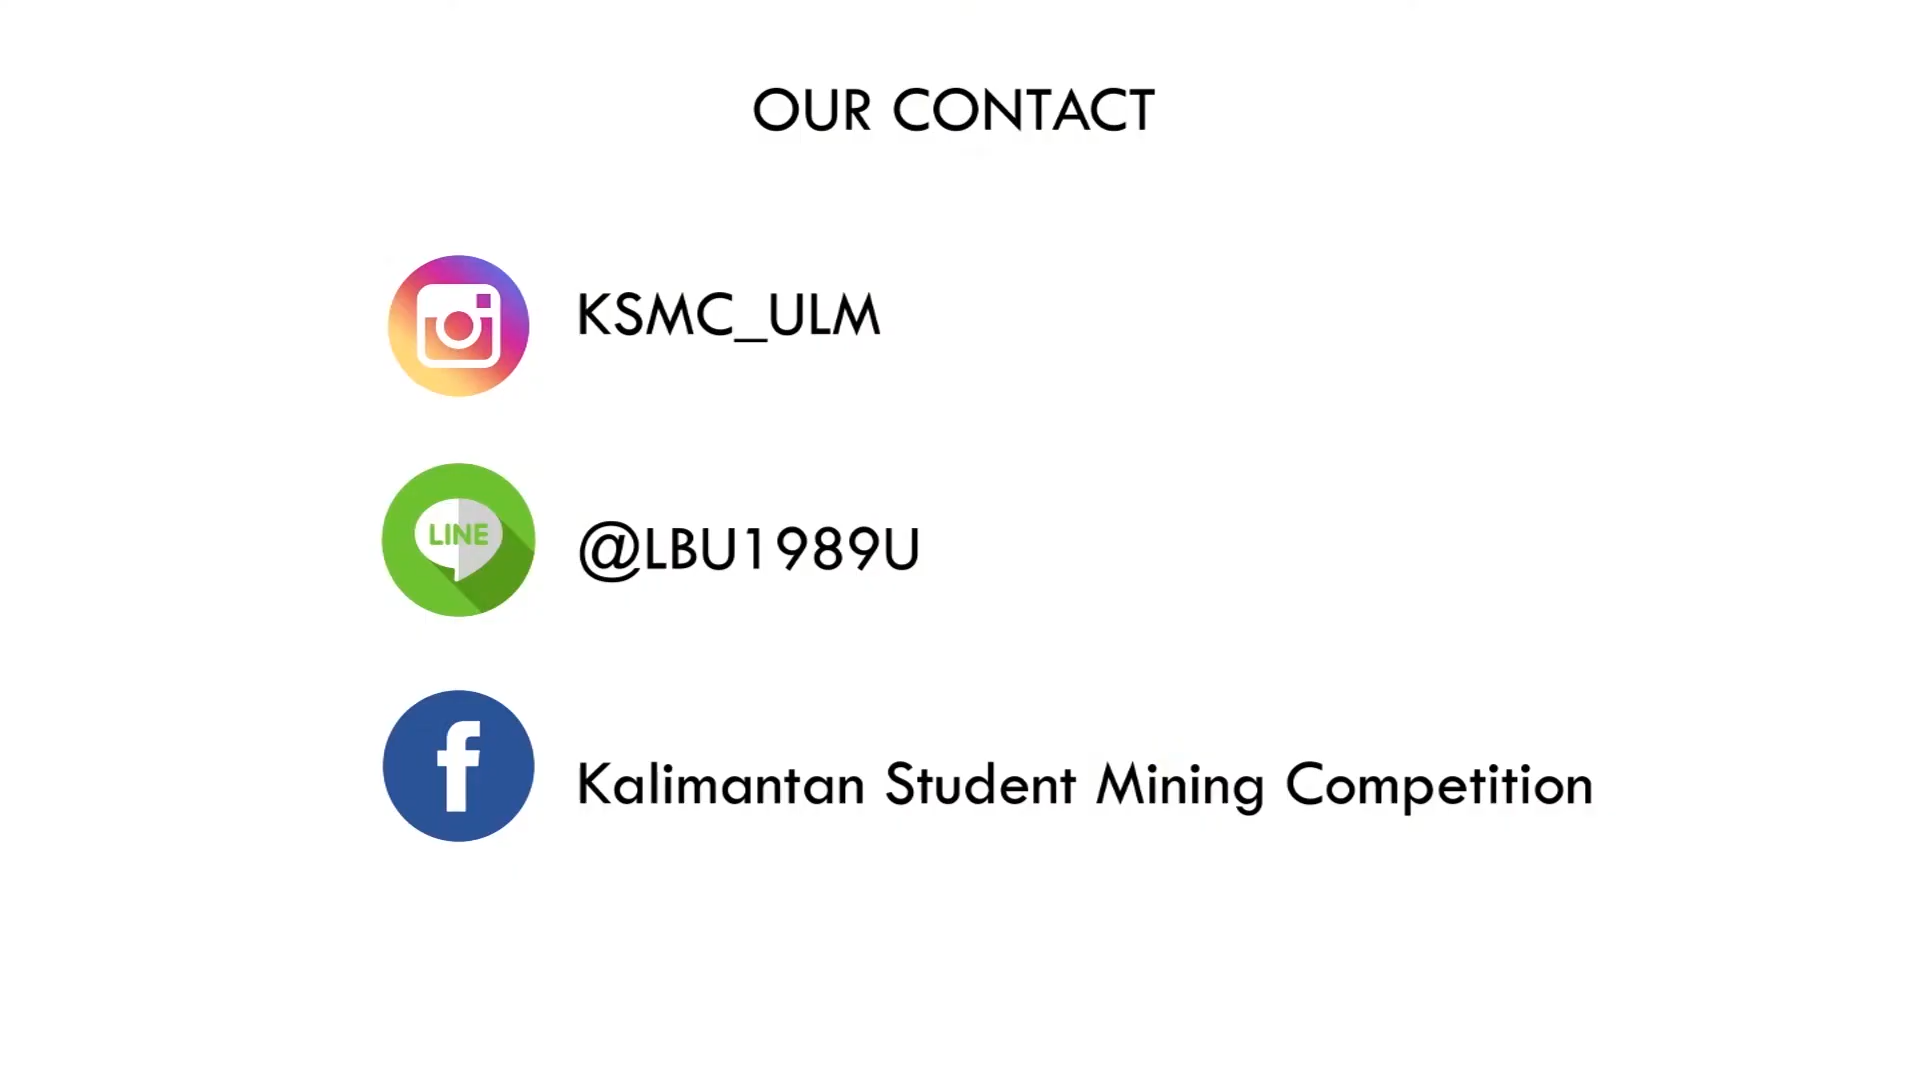 OUR CONTACT
KSMC_ULM
LINE
@LBU1989U
f
Kalimantan Student Mining Competition